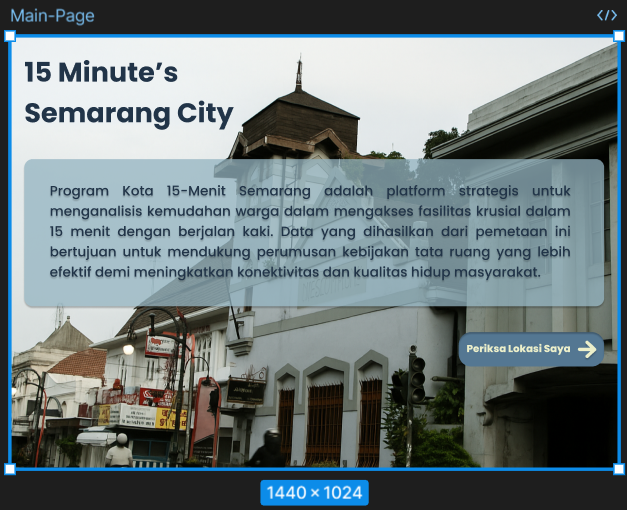 Main-Page
</>
15 Minute’s
Semarang City
Program Kota 15-Menit Semarang adalah platform strategis untuk
menganalisis kemudahan warga dalam mengakses fasilitas krusial dalam
15 menit dengan berjalan kaki. Data yang dihasilkan dari pemetaan ini
bertujuan untuk mendukung perumusan kebijakan tata ruang yang lebih
efektif demi meningkatkan konektivitas dan kualitas hidup masyarakat.
Periksa Lokasi Saya
1440 × 1024